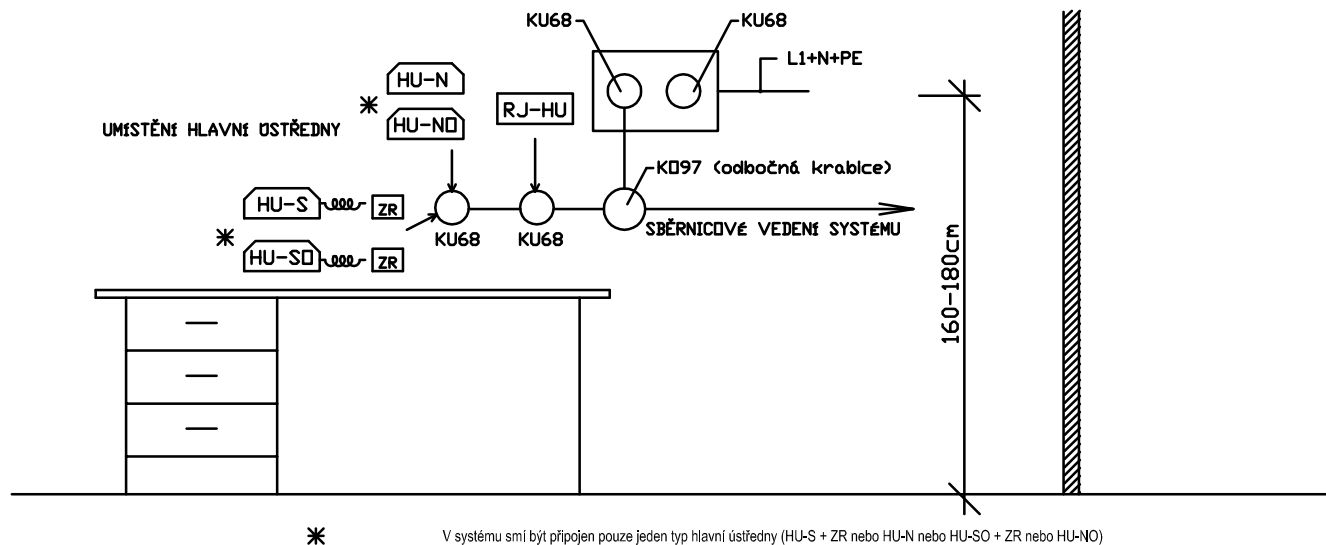 KU68
KU68
L1+N+PE
HU-N
*
HU-NO
RJ-HU
UMÍSTĚNÍ HLAVNÍ ÚSTŘEDNY
KO97 (odbočná krabice)
HU-S
ZR
KU68
KU68
SBĚRNICOVÉ VEDENÍ SYSTÉMU
*
HU-SO
ZR
160-180cm
* V systému smí být připojen pouze jeden typ hlavní ústředny (HU-S + ZR nebo HU-N nebo HU-SO + ZR nebo HU-NO)